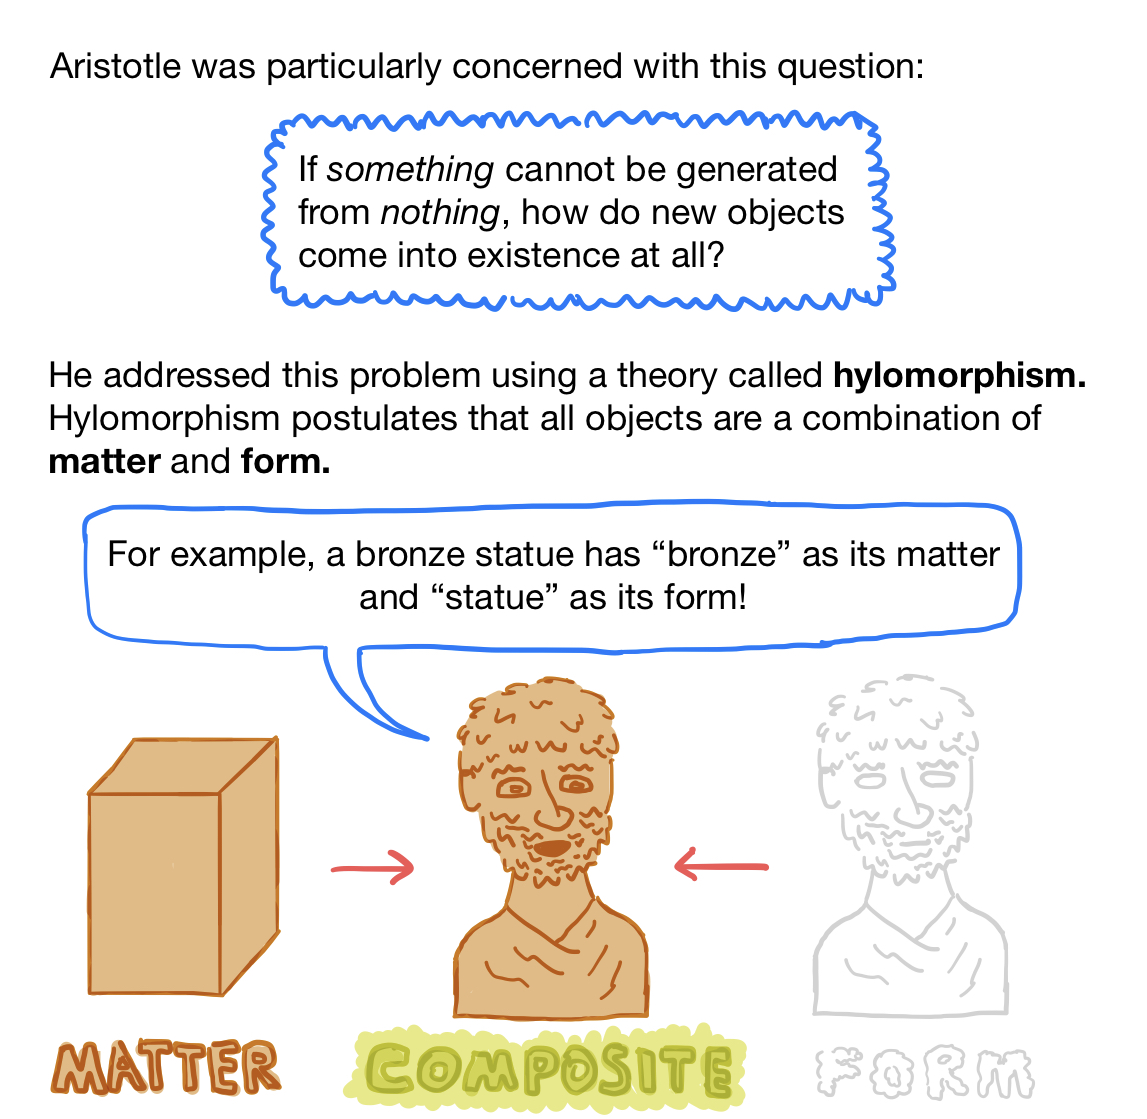 Aristotle was particularly concerned with this question:
If something cannot be generated
from nothing, how do new objects
come into existence at all?
He addressed this problem using a theory called hylomorphism.
Hylomorphism postulates that all objects are a combination of
matter and form.
For example, a bronze statue has “bronze” as its matter
and “statue” as its form!
MATTER
COMPOSITE
FORM